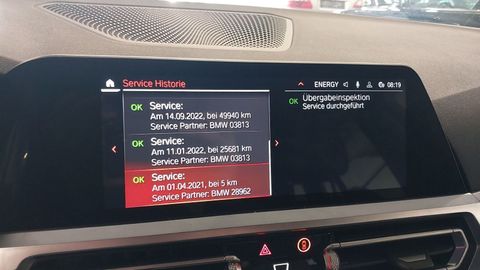 Service Historie
ENERGY
08:19
OK Service:
Am 14.09.2022, bei 49940 km
Service Partner: BMW 03813
OK Service:
Am 11.01.2022, bei 25681 km
Service Partner: BMW 03813
OK Service:
Am 01.04.2021, bei 5 km
Service Partner: BMW 28962
OK Übergabeinspektion
Service durchgeführt